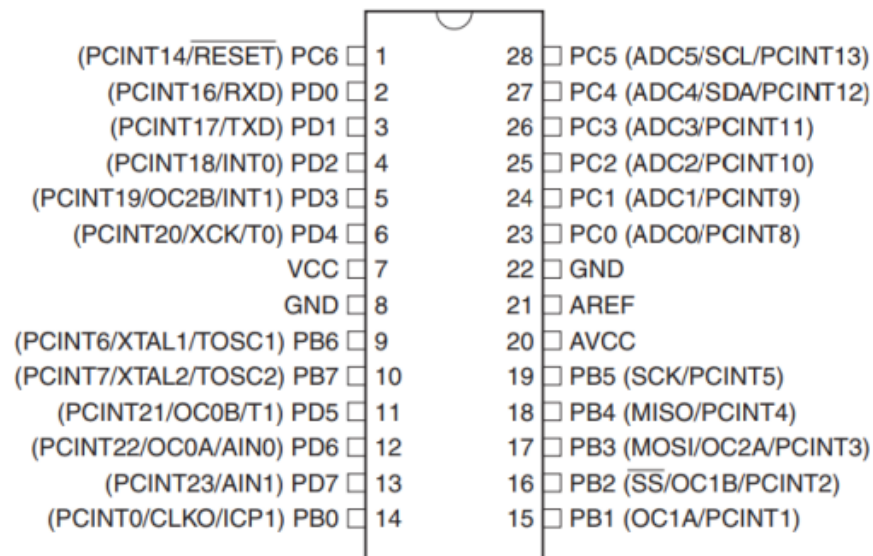 (PCINT14/RESET) PC6 1 28 PC5 (ADC5/SCL/PCINT13)
(PCINT16/RXD) PD0 2 27 PC4 (ADC4/SDA/PCINT12)
(PCINT17/TXD) PD1 3 26 PC3 (ADC3/PCINT11)
(PCINT18/INT0) PD2 4 25 PC2 (ADC2/PCINT10)
(PCINT19/OC2B/INT1) PD3 5 24 PC1 (ADC1/PCINT9)
(PCINT20/XCK/T0) PD4 6 23 PC0 (ADC0/PCINT8)
VCC 7 22 GND
GND 8 21 AREF
(PCINT6/XTAL1/TOSC1) PB6 9 20 AVCC
(PCINT7/XTAL2/TOSC2) PB7 10 19 PB5 (SCK/PCINT5)
(PCINT21/OC0B/T1) PD5 11 18 PB4 (MISO/PCINT4)
(PCINT22/OC0A/AIN0) PD6 12 17 PB3 (MOSI/OC2A/PCINT3)
(PCINT23/AIN1) PD7 13 16 PB2 (SS/OC1B/PCINT2)
(PCINT0/CLKO/ICP1) PB0 14 15 PB1 (OC1A/PCINT1)